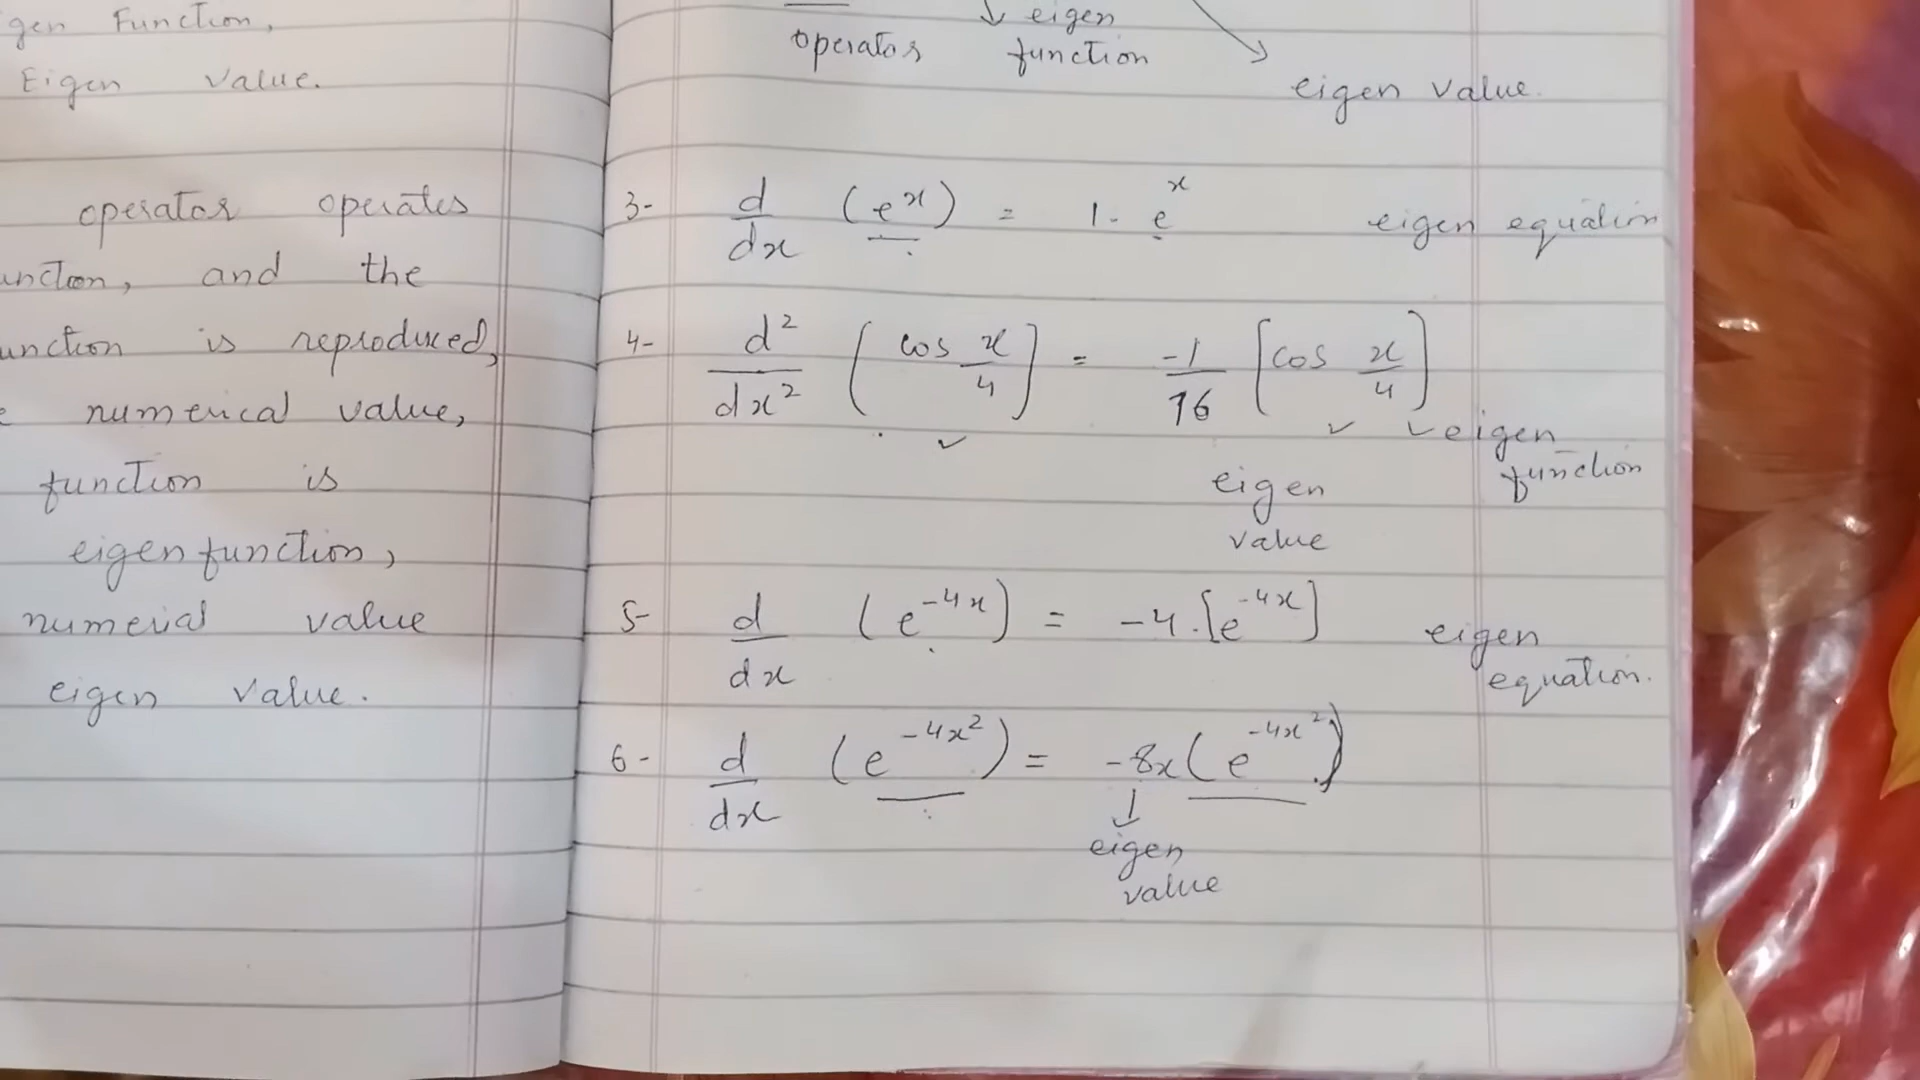 gen Function,
Eigen value.
operator operates
unction, and the
unction is reproduced,
e numerical value,
function is
eigenfunction,
numerial value
eigen value.
↓ eigen
operator function
eigen value.
3- d/dx (e^x) = 1. e^x eigen equation
4- d²/dx² (cos x/4] = -1/16 [cos x/4]
✓ ✓ ✓ eigen
function
eigen
value
5- d/dx (e^-4x) = -4.[e^-4x] eigen
equation.
6- d/dx (e^-4x²) = -8x(e^-4x²)
↓
eigen
value